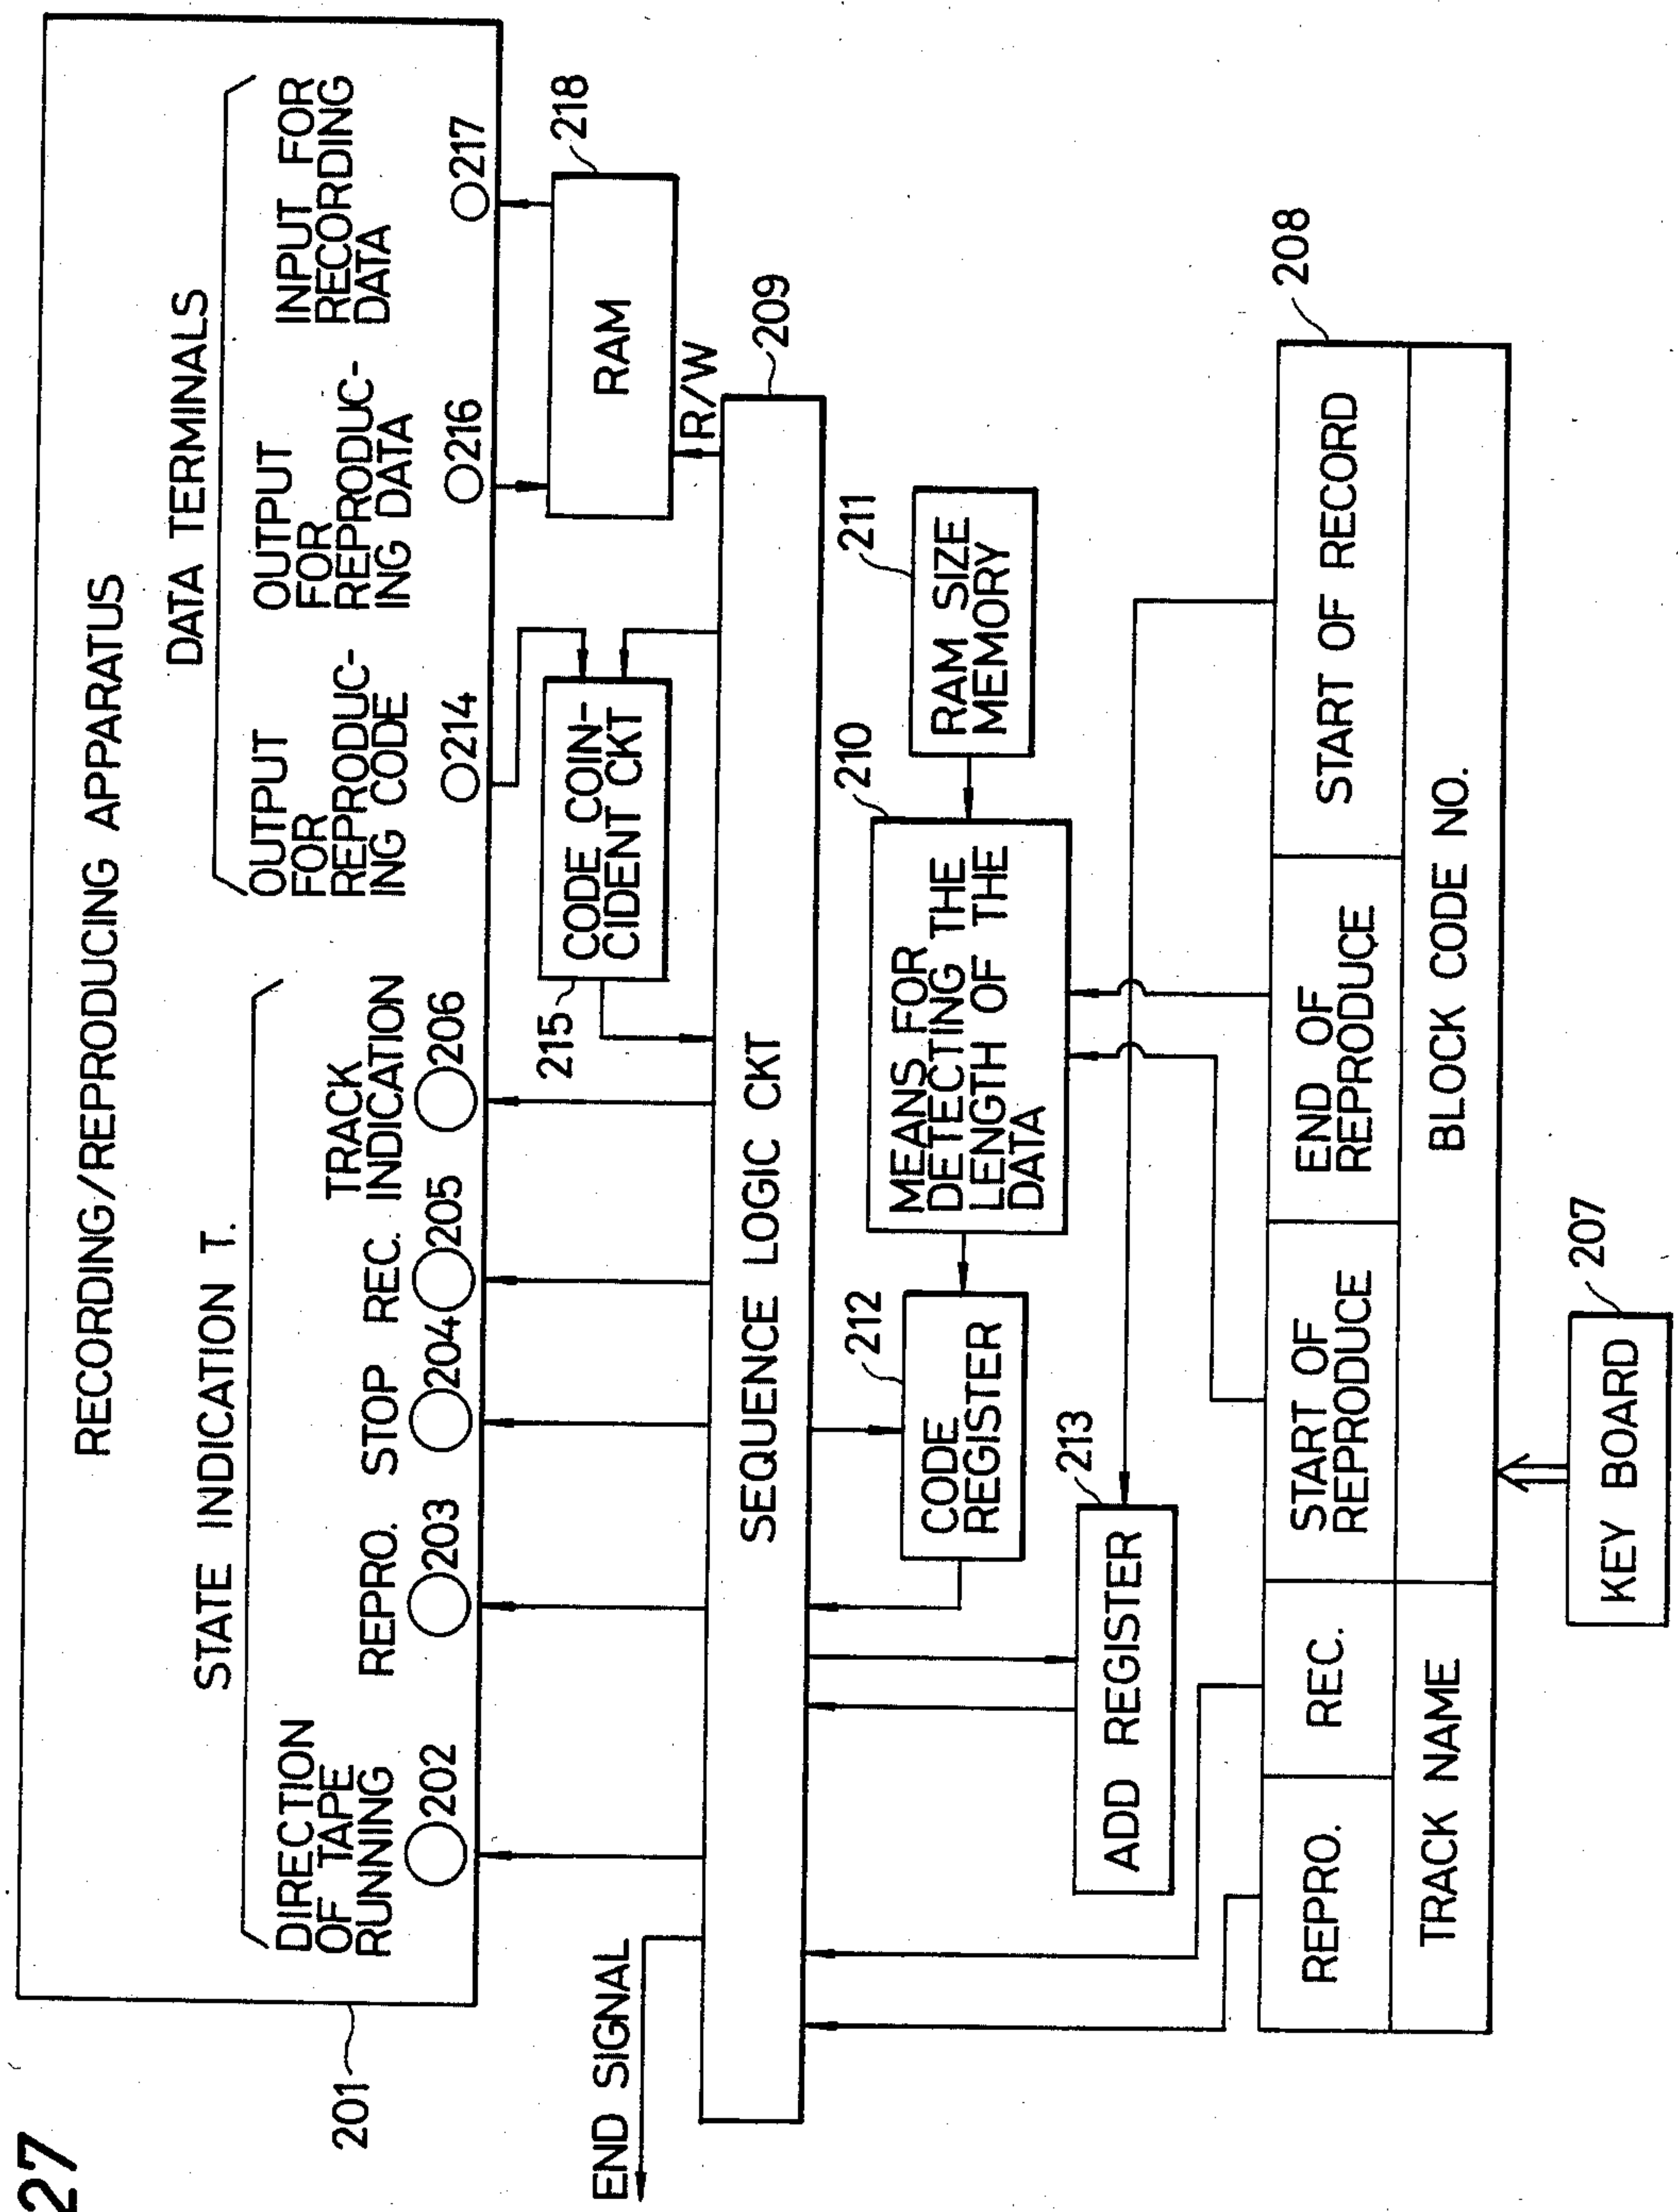 27
RECORDING/REPRODUCING APPARATUS
STATE INDICATION T.
DATA TERMINALS
DIRECTION
OF TAPE
RUNNING
REPRO.
STOP
REC.
TRACK
INDICATION
OUTPUT
FOR
REPRODUC-
ING CODE
OUTPUT
FOR
REPRODUC-
ING DATA
INPUT FOR
RECORDING
DATA
202
203
204
205
206
214
216
217
201
215
CODE COIN-
CIDENT CKT
RAM
218
R/W
END SIGNAL
SEQUENCE LOGIC CKT
209
212
CODE
REGISTER
210
MEANS FOR
DETECTING THE
LENGTH OF THE
DATA
211
RAM SIZE
MEMORY
213
ADD REGISTER
208
REPRO.
REC.
START OF
REPRODUCE
END OF
REPRODUCE
START OF RECORD
TRACK NAME
BLOCK CODE NO.
KEY BOARD
207